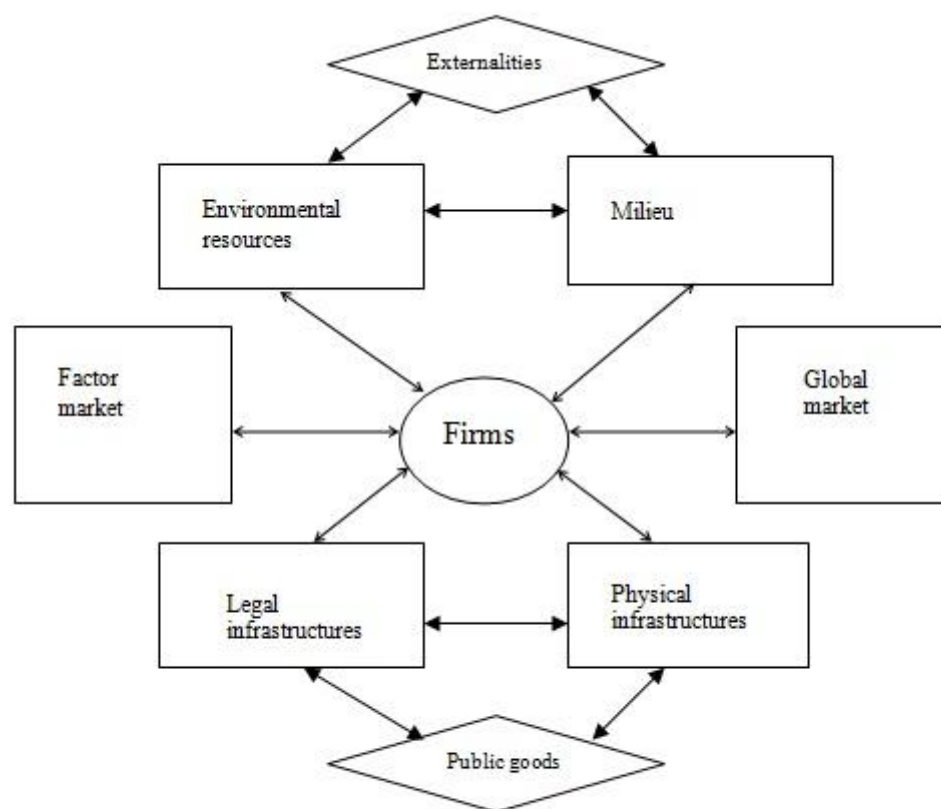 Externalities
Environmental
resources
Milieu
Factor
market
Firms
Global
market
Legal
infrastructures
Physical
infrastructures
Public goods